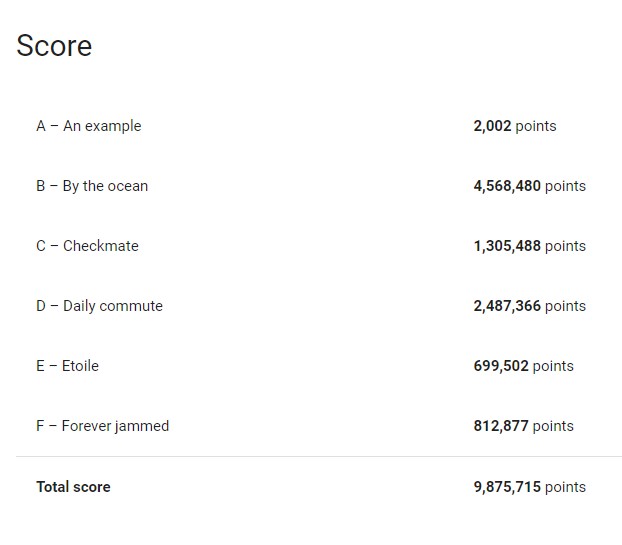 Score
A – An example 2,002 points
B – By the ocean 4,568,480 points
C – Checkmate 1,305,488 points
D – Daily commute 2,487,366 points
E – Etoile 699,502 points
F – Forever jammed 812,877 points
Total score 9,875,715 points